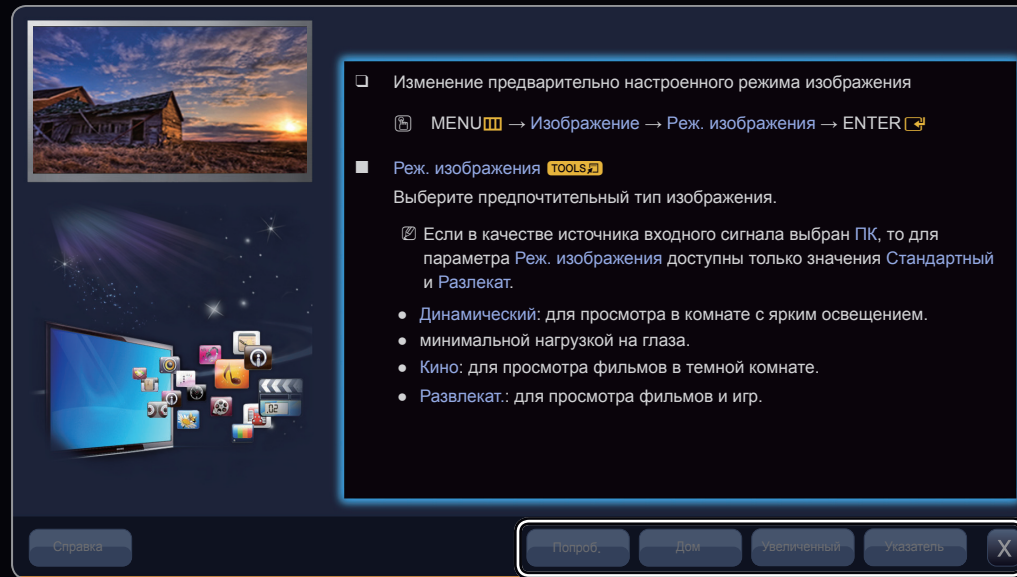 ❑ Изменение предварительно настроенного режима изображения
MENU → Изображение → Реж. изображения → ENTER
■ Реж. изображения TOOLS
Выберите предпочтительный тип изображения.
Если в качестве источника входного сигнала выбран ПК, то для
параметра Реж. изображения доступны только значения Стандартный
и Разлекат.
● Динамический: для просмотра в комнате с ярким освещением.
● минимальной нагрузкой на глаза.
● Кино: для просмотра фильмов в темной комнате.
● Развлекат.: для просмотра фильмов и игр.
Справка
Попроб,
Дом
Увеличенный
Указатель
X